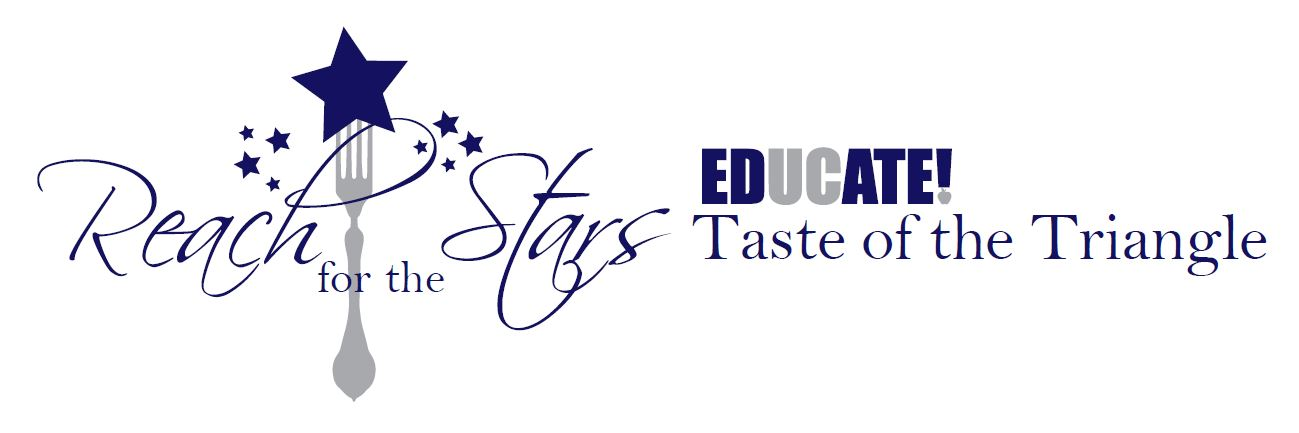 Reach
for the
Stars
EDUCATE!
Taste of the Triangle